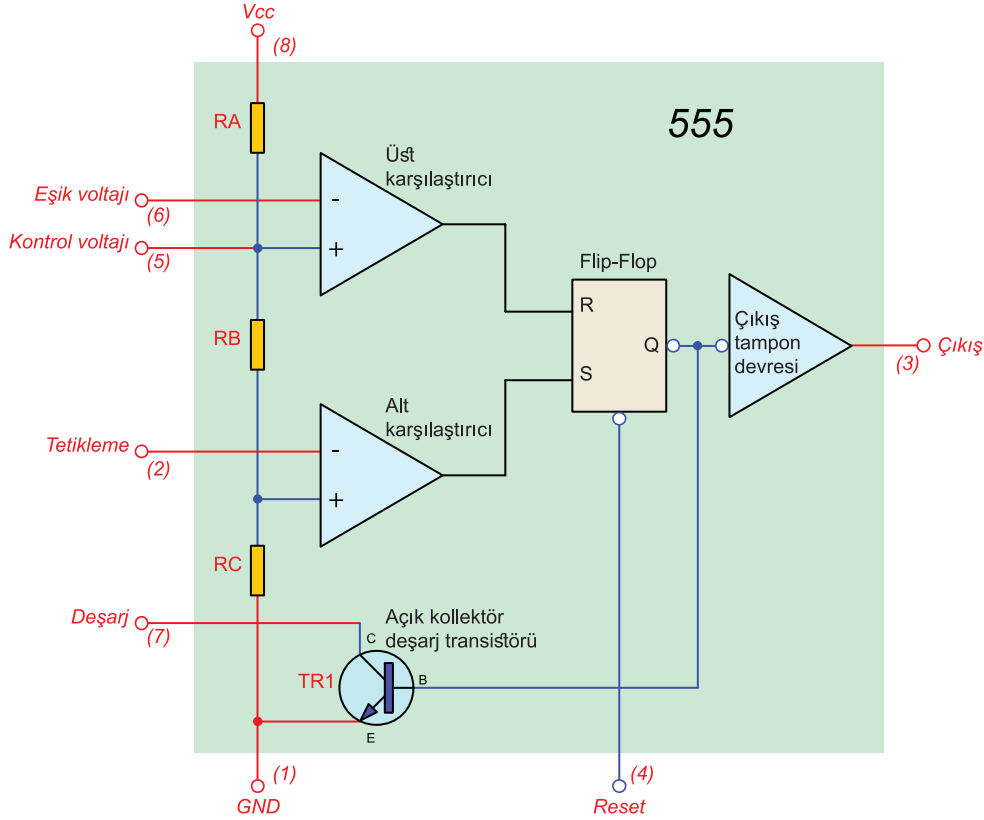 Vcc
(8)
555
RA
Üst
karşılaştırıcı
Eşik voltajı
(6)
-
Kontrol voltajı
(5)
+
Flip-Flop
R
Q
S
Çıkış
tampon
devresi
Çıkış
(3)
RB
Alt
karşılaştırıcı
Tetikleme
(2)
-
+
RC
Deşarj
(7)
Açık kollektör
deşarj transistörü
C
TR1
B
E
(1)
GND
(4)
Reset